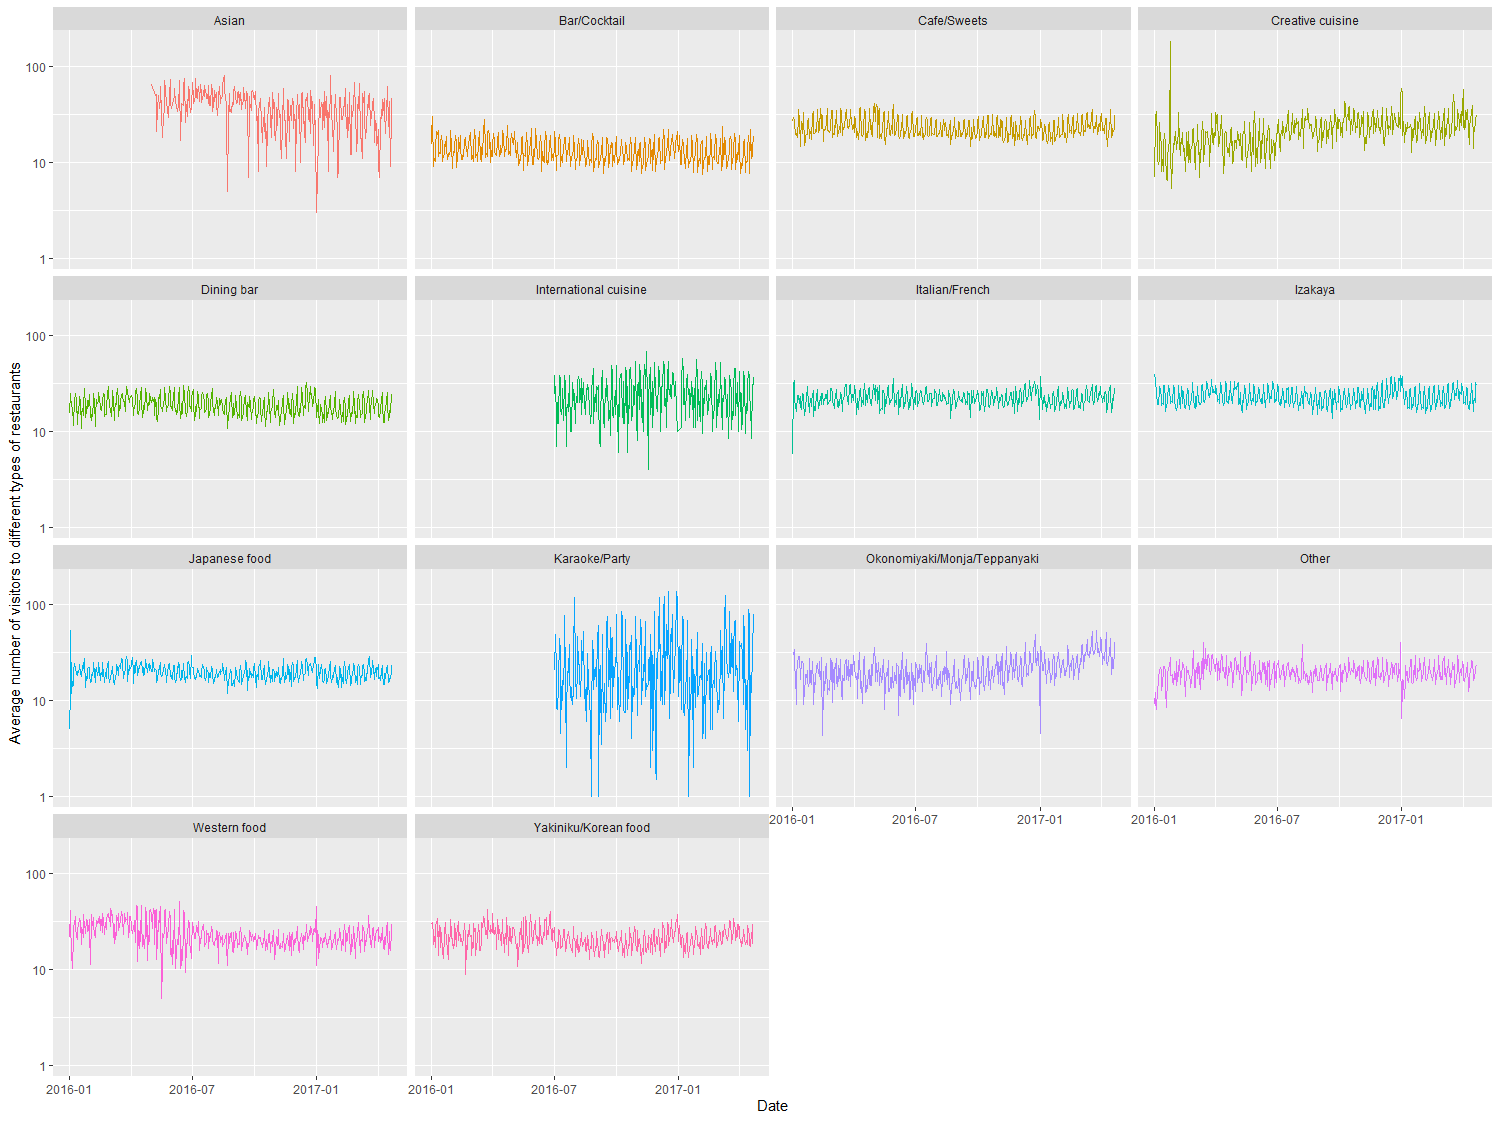 Asian
Bar/Cocktail
Cafe/Sweets
Creative cuisine
100
10
1
Dining bar
International cuisine
Italian/French
Izakaya
100
10
1
Japanese food
Karaoke/Party
Okonomiyaki/Monja/Teppanyaki
Other
100
10
1
2016-01
2016-07
2017-01
2016-01
2016-07
2017-01
Western food
Yakiniku/Korean food
100
10
1
2016-01
2016-07
2017-01
2016-01
2016-07
2017-01
Date
Average number of visitors to different types of restaurants